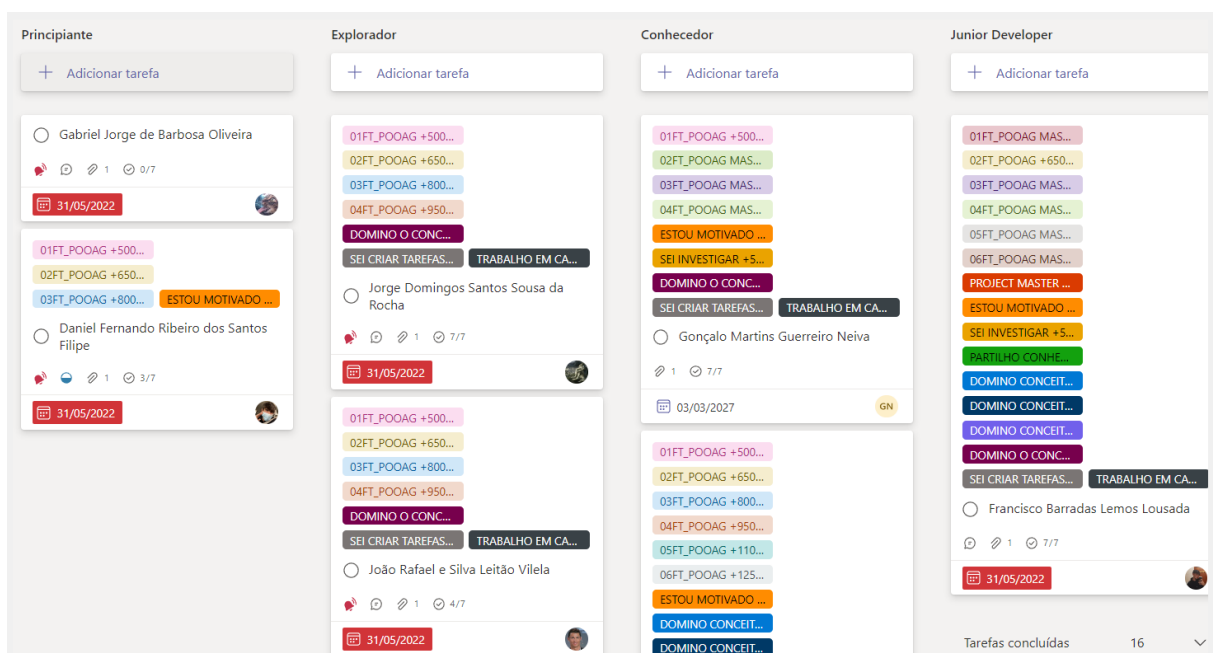 Principiante
+ Adicionar tarefa
Gabriel Jorge de Barbosa Oliveira
1 0/7
31/05/2022
01FT_POOAG +500...
02FT_POOAG +650...
03FT_POOAG +800... ESTOU MOTIVADO ...
Daniel Fernando Ribeiro dos Santos
Filipe
1 3/7
31/05/2022
Explorador
+ Adicionar tarefa
01FT_POOAG +500...
02FT_POOAG +650...
03FT_POOAG +800...
04FT_POOAG +950...
DOMINO O CONC...
SEI CRIAR TAREFAS... TRABALHO EM CA...
Jorge Domingos Santos Sousa da
Rocha
1 7/7
31/05/2022
01FT_POOAG +500...
02FT_POOAG +650...
03FT_POOAG +800...
04FT_POOAG +950...
DOMINO O CONC...
SEI CRIAR TAREFAS... TRABALHO EM CA...
João Rafael e Silva Leitão Vilela
1 4/7
31/05/2022
Conhecedor
+ Adicionar tarefa
01FT_POOAG +500...
02FT_POOAG MAS...
03FT_POOAG MAS...
04FT_POOAG MAS...
ESTOU MOTIVADO ...
SEI INVESTIGAR +5...
DOMINO O CONC...
SEI CRIAR TAREFAS... TRABALHO EM CA...
Gonçalo Martins Guerreiro Neiva
1 7/7
03/03/2027 GN
01FT_POOAG +500...
02FT_POOAG +650...
03FT_POOAG +800...
04FT_POOAG +950...
05FT_POOAG +110...
06FT_POOAG +125...
ESTOU MOTIVADO ...
DOMINO CONCEIT...
DOMINO CONCEIT...
Junior Developer
+ Adicionar tarefa
01FT_POOAG MAS...
02FT_POOAG +650...
03FT_POOAG MAS...
04FT_POOAG MAS...
05FT_POOAG MAS...
06FT_POOAG MAS...
PROJECT MASTER ...
ESTOU MOTIVADO ...
SEI INVESTIGAR +5...
PARTILHO CONHE...
DOMINO CONCEIT...
DOMINO CONCEIT...
DOMINO CONCEIT...
DOMINO O CONC...
SEI CRIAR TAREFAS... TRABALHO EM CA...
Francisco Barradas Lemos Lousada
1 7/7
31/05/2022
Tarefas concluídas 16